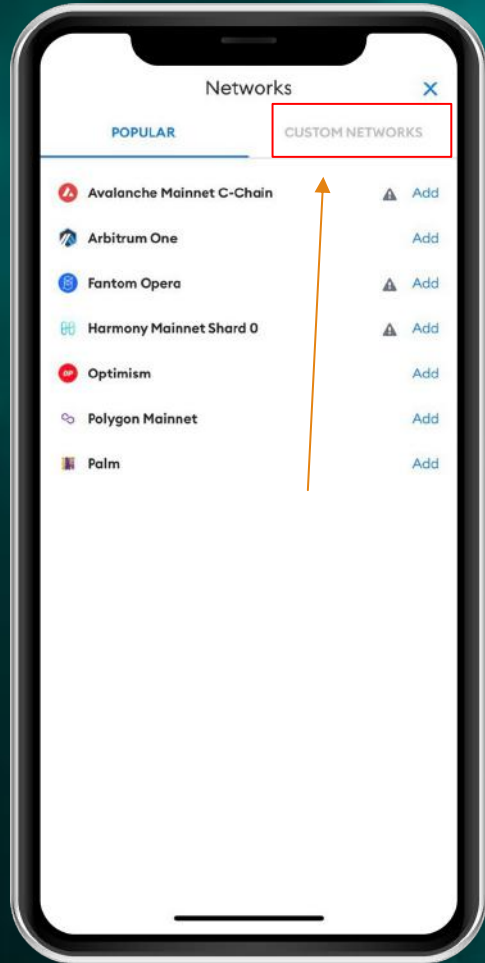 Networks
POPULAR CUSTOM NETWORKS
Avalanche Mainnet C-Chain Add
Arbitrum One Add
Fantom Opera Add
Harmony Mainnet Shard 0 Add
OP Optimism Add
Polygon Mainnet Add
Palm Add